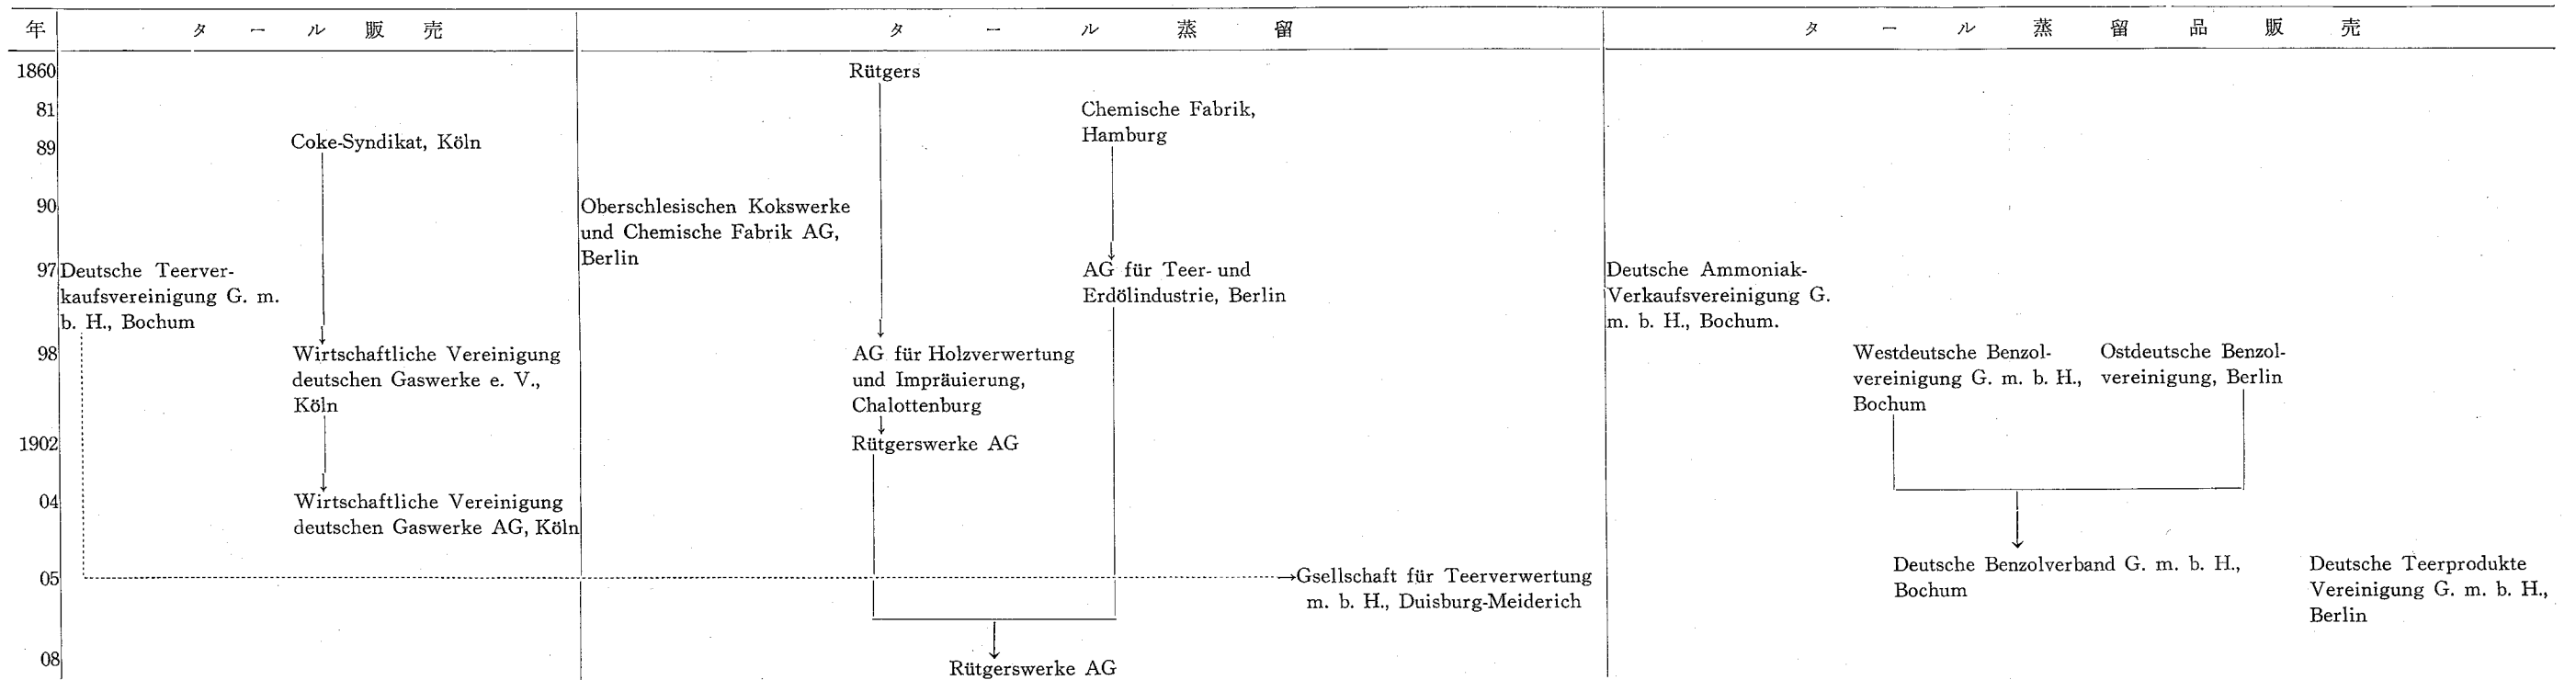 年 タール販売 タール蒸留 タール蒸留品販売
1860 Rütgers
81 Chemische Fabrik,
Hamburg
89 Coke-Syndikat, Köln
90 Oberschlesischen Kokswerke
und Chemische Fabrik AG,
Berlin
97 Deutsche Teerver-
kaufsvereinigung G. m.
b. H., Bochum
AG für Teer- und
Erdölindustrie, Berlin
Deutsche Ammoniak-
Verkaufsvereinigung G.
m. b. H., Bochum.
98 Wirtschaftliche Vereinigung
deutschen Gaswerke e. V.,
Köln
AG für Holzverwertung
und Impräuierung,
Chalottenburg
Westdeutsche Benzol-
vereinigung G. m. b. H.,
Bochum
Ostdeutsche Benzol-
vereinigung, Berlin
1902 Rütgerswerke AG
04 Wirtschaftliche Vereinigung
deutschen Gaswerke AG, Köln
05 Gsellschaft für Teerverwertung
m. b. H., Duisburg-Meiderich
Deutsche Benzolverband G. m. b. H.,
Bochum
Deutsche Teerprodukte
Vereinigung G. m. b. H.,
Berlin
08 Rütgerswerke AG